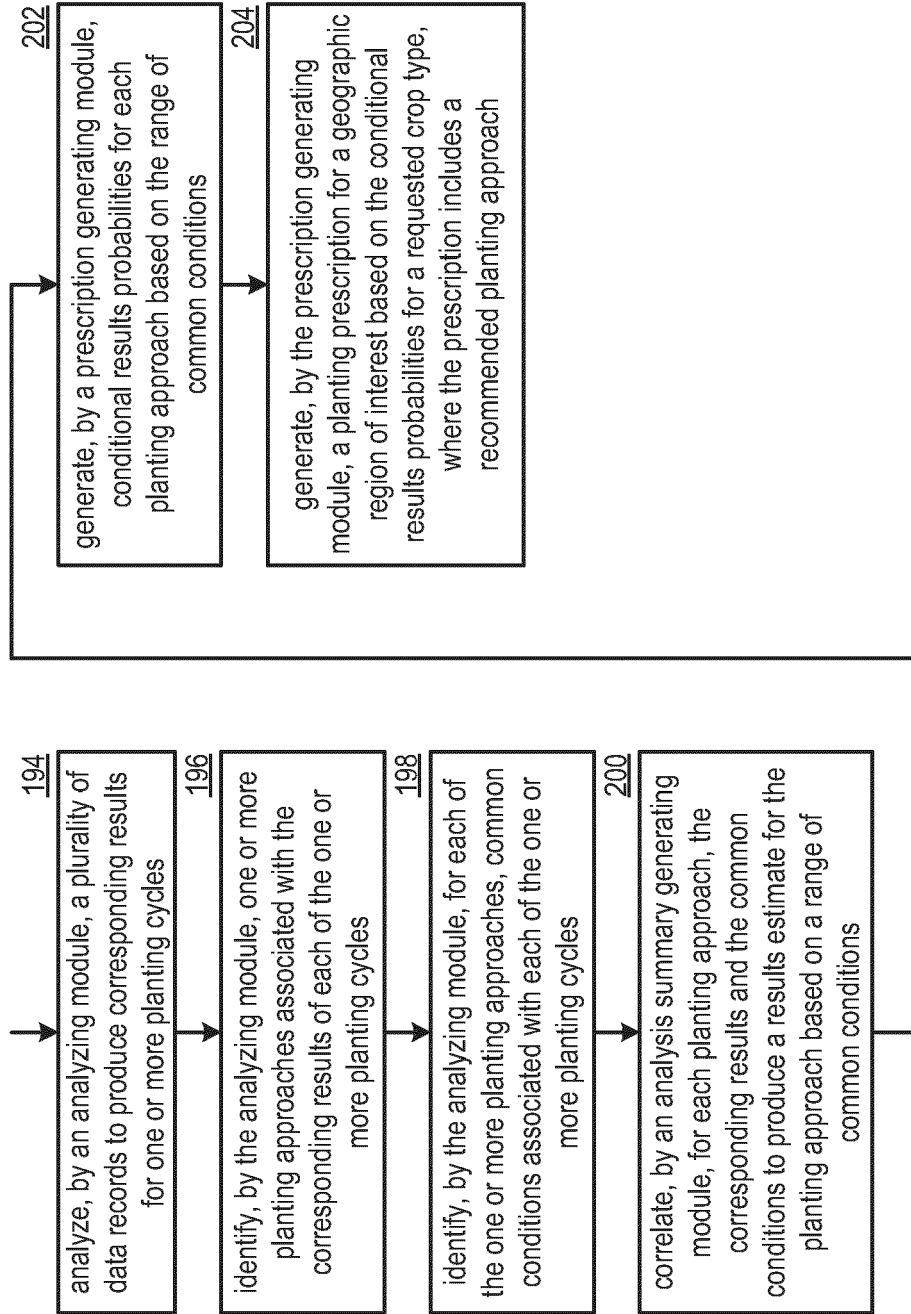 194
analyze, by an analyzing module, a plurality of
data records to produce corresponding results
for one or more planting cycles
196
identify, by the analyzing module, one or more
planting approaches associated with the
corresponding results of each of the one or
more planting cycles
198
identify, by the analyzing module, for each of
the one or more planting approaches, common
conditions associated with each of the one or
more planting cycles
200
correlate, by an analysis summary generating
module, for each planting approach, the
corresponding results and the common
conditions to produce a results estimate for the
planting approach based on a range of
common conditions
202
generate, by a prescription generating module,
conditional results probabilities for each
planting approach based on the range of
common conditions
204
generate, by the prescription generating
module, a planting prescription for a geographic
region of interest based on the conditional
results probabilities for a requested crop type,
where the prescription includes a
recommended planting approach